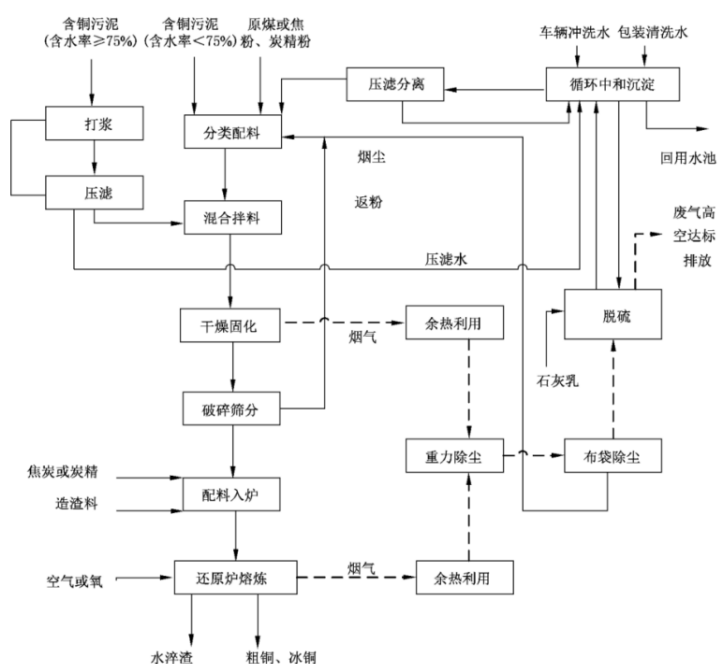 含铜污泥
(含水率≥75%)
含铜污泥
(含水率<75%)
原煤或焦
粉、炭精粉
车辆冲洗水
包装清洗水
压滤分离
循环中和沉淀
打浆
分类配料
烟尘
回用水池
压滤
返粉
混合拌料
废气高
空达标
排放
压滤水
干燥固化
烟气
余热利用
脱硫
石灰乳
破碎筛分
重力除尘
布袋除尘
焦炭或炭精
造渣料
配料入炉
空气或氧
还原炉熔炼
烟气
余热利用
水淬渣
粗铜、冰铜